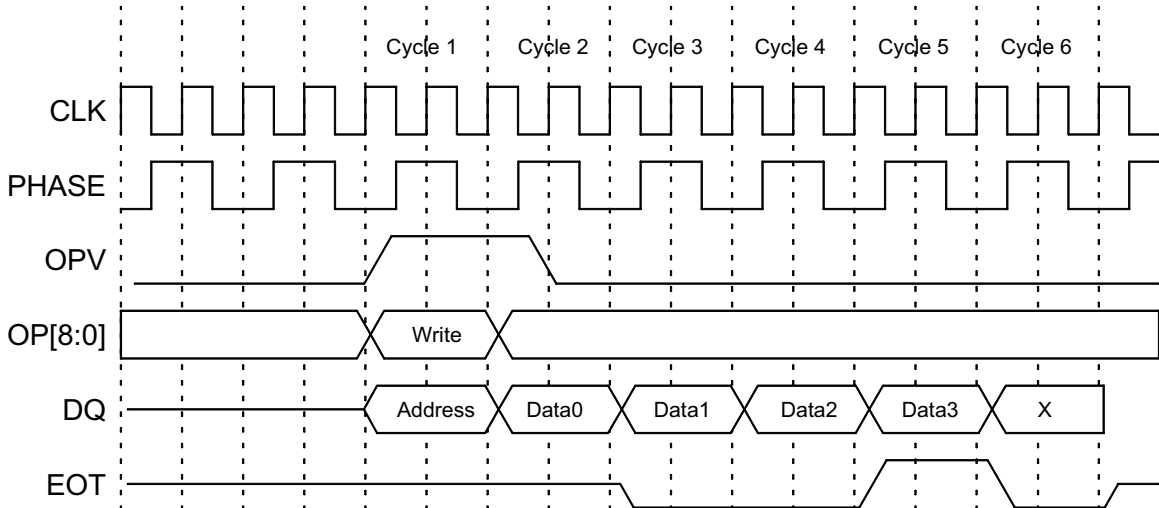 Cycle 1 Cycle 2 Cycle 3 Cycle 4 Cycle 5 Cycle 6
CLK
PHASE
OPV
OP[8:0] Write
DQ Address Data0 Data1 Data2 Data3 X
EOT